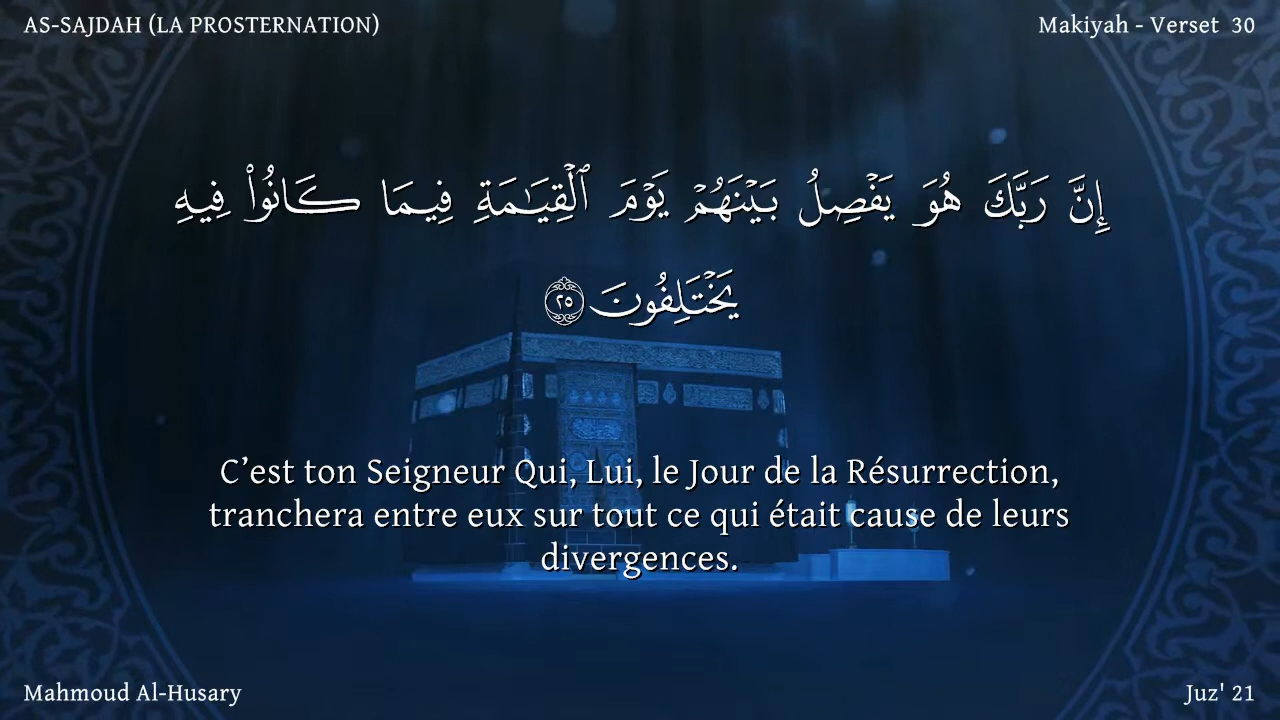 AS-SAJDAH (LA PROSTERNATION)
Makiyah - Verset 30
إِنَّ رَبَّكَ هُوَ يَفْصِلُ بَيْنَهُمْ يَوْمَ ٱلْقِيَـٰمَةِ فِيمَا كَانُوا۟ فِيهِ
يَخْتَلِفُونَ ٢٥
C’est ton Seigneur Qui, Lui, le Jour de la Résurrection,
tranchera entre eux sur tout ce qui était cause de leurs
divergences.
Mahmoud Al-Husary
Juz' 21